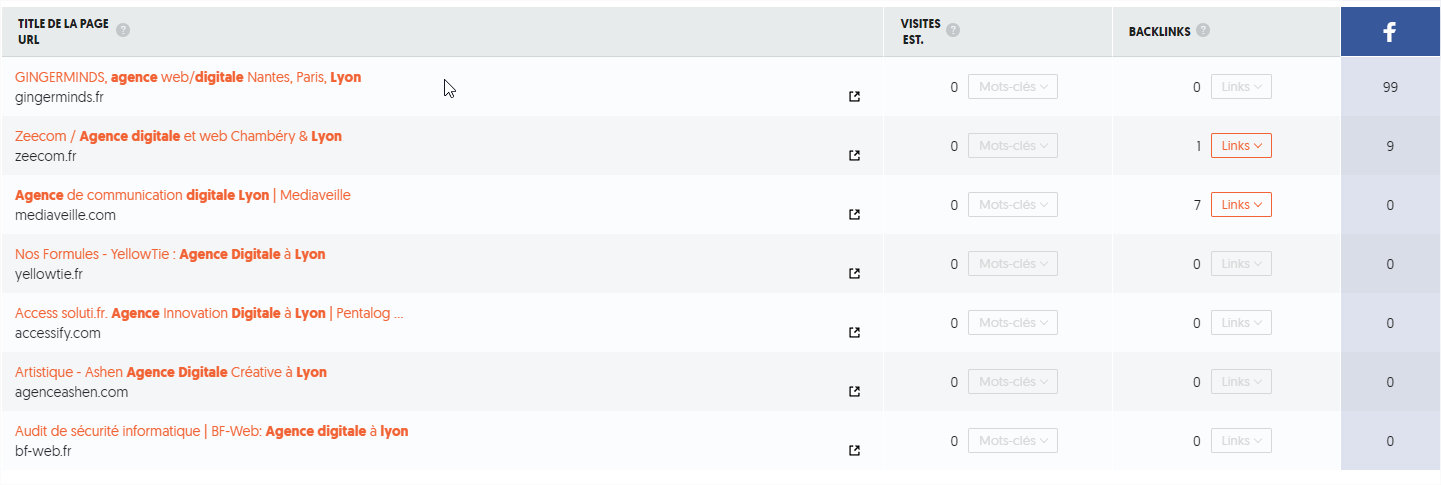 TITLE DE LA PAGE
URL
VISITES
EST.
BACKLINKS
GINGERMINDS, agence web/digitale Nantes, Paris, Lyon
gingerminds.fr
0 Mots-clés
0 Links
99
Zeecom / Agence digitale et web Chambéry & Lyon
zeecom.fr
0 Mots-clés
1 Links
9
Agence de communication digitale Lyon | Mediaveille
mediaveille.com
0 Mots-clés
7 Links
0
Nos Formules - YellowTie : Agence Digitale à Lyon
yellowtie.fr
0 Mots-clés
0 Links
0
Access soluti.fr. Agence Innovation Digitale à Lyon | Pentalog ...
accessify.com
0 Mots-clés
0 Links
0
Artistique - Ashen Agence Digitale Créative à Lyon
agenceashen.com
0 Mots-clés
0 Links
0
Audit de sécurité informatique | BF-Web: Agence digitale à lyon
bf-web.fr
0 Mots-clés
0 Links
0